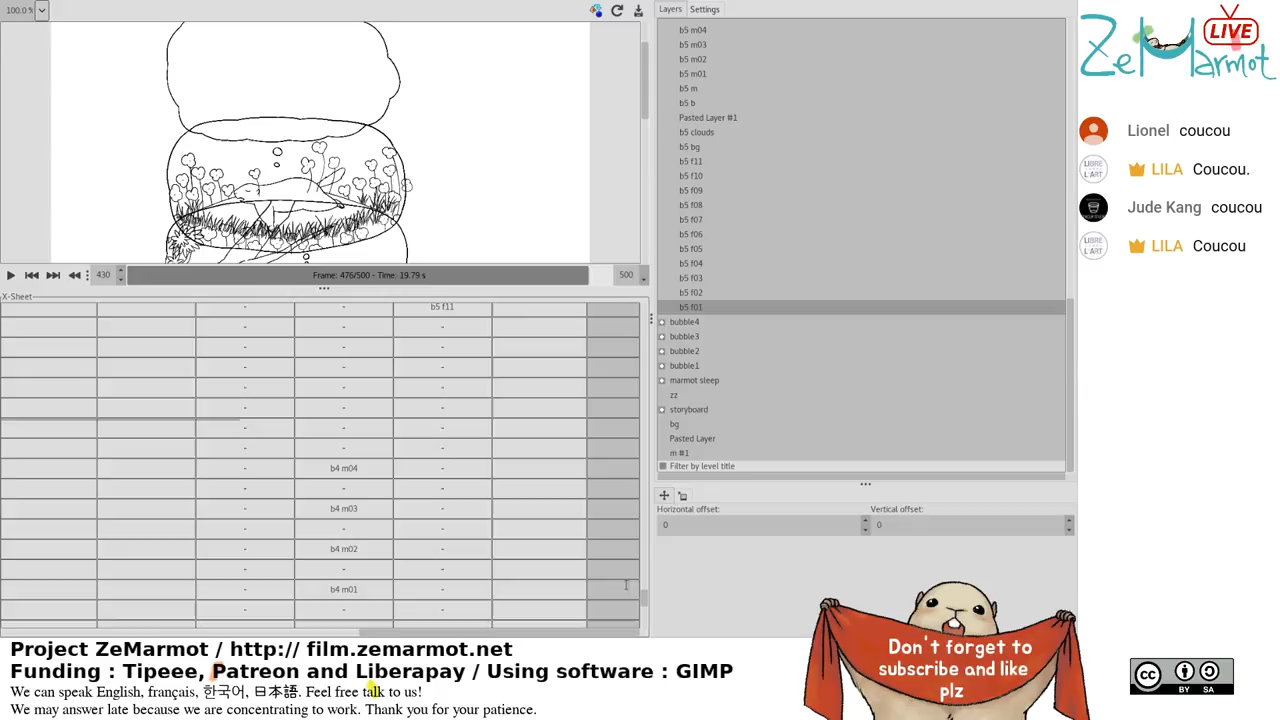 100.0 %
Layers Settings
b5 m04
b5 m03
b5 m02
b5 m01
b5 m
b5 b
Pasted Layer #1
b5 clouds
b5 bg
b5 f11
b5 f10
b5 f09
b5 f08
b5 f07
b5 f06
b5 f05
b5 f04
b5 f03
b5 f02
b5 f01
bubble4
bubble3
bubble2
bubble1
marmot sleep
zz
storyboard
bg
Pasted Layer
m #1
Filter by level title
430 Frame: 476/500 - Time: 19.79 s 500
X-Sheet
- - b5 f11
- - -
- - -
- - -
- - -
- - -
- - -
- - -
- b4 m04 -
- - -
- b4 m03 -
- - -
- b4 m02 -
- - -
- b4 m01 -
- - -
Horizontal offset: Vertical offset:
0 0
ZeMarmot LIVE
Lionel coucou
LILA Coucou.
Jude Kang coucou
LILA Coucou
Project ZeMarmot / http:// film.zemarmot.net
Funding : Tipeee, Patreon and Liberapay / Using software : GIMP
We can speak English, français, 한국어, 日本語. Feel free talk to us!
We may answer late because we are concentrating to work. Thank you for your patience.
Don't forget to
subscribe and like
plz
cc BY SA